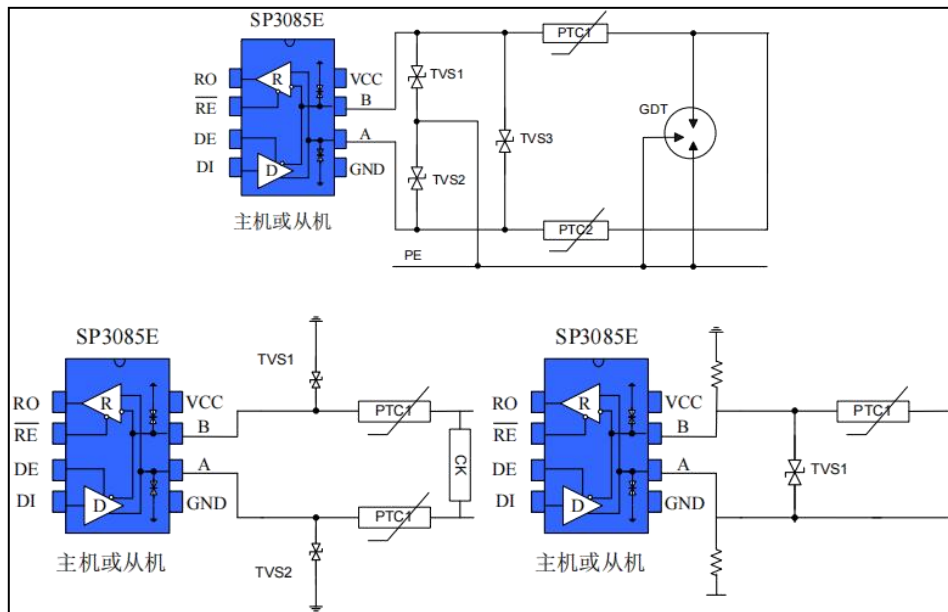 SP3085E
RO
RE
DE
DI
R
D
VCC
B
A
GND
主机或从机
TVS1
TVS2
TVS3
PTC1
PTC2
GDT
PE
SP3085E
RO
RE
DE
DI
R
D
VCC
B
A
GND
主机或从机
TVS1
TVS2
PTC1
PTC1
CK
SP3085E
RO
RE
DE
DI
R
D
VCC
B
A
GND
主机或从机
TVS1
PTC1